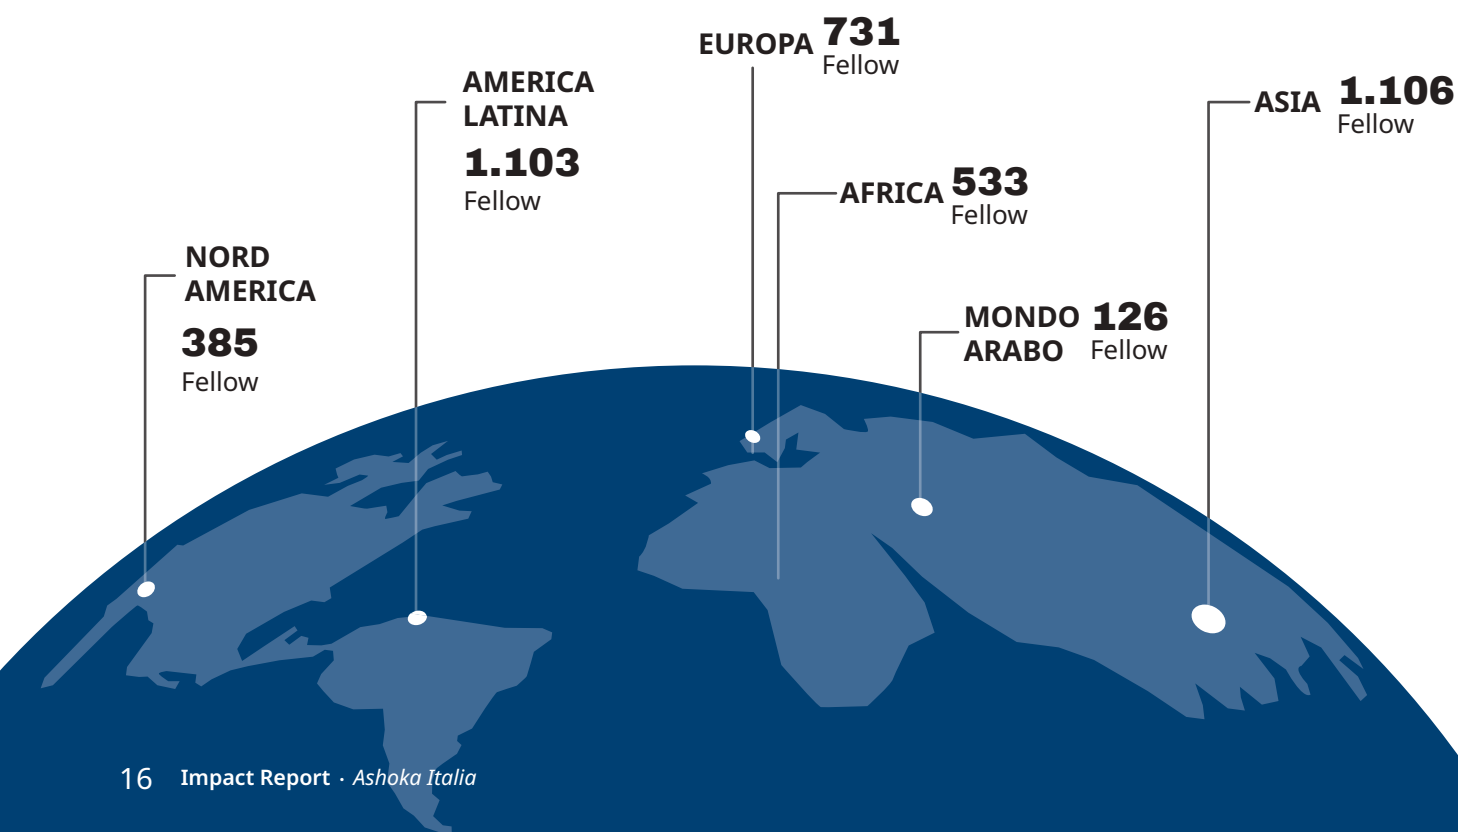 EUROPA 731
Fellow
AMERICA
LATINA
1.103
Fellow
ASIA 1.106
Fellow
AFRICA 533
Fellow
NORD
AMERICA
385
Fellow
MONDO 126
ARABO Fellow
16 Impact Report · Ashoka Italia